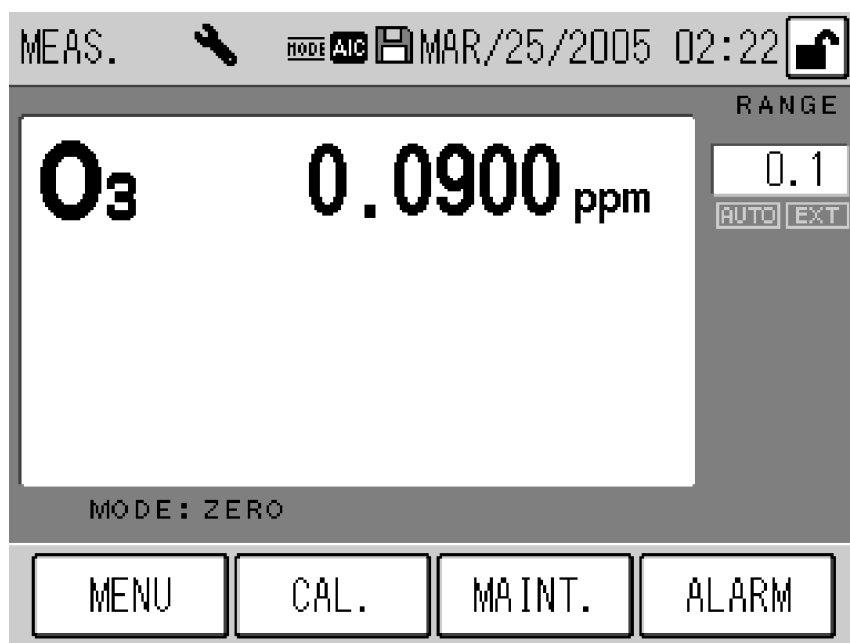 MEAS. MODE AIC MAR/25/2005 02:22
RANGE
O3 0.0900 ppm
0.1
AUTO EXT
MODE: ZERO
MENU CAL. MAINT. ALARM